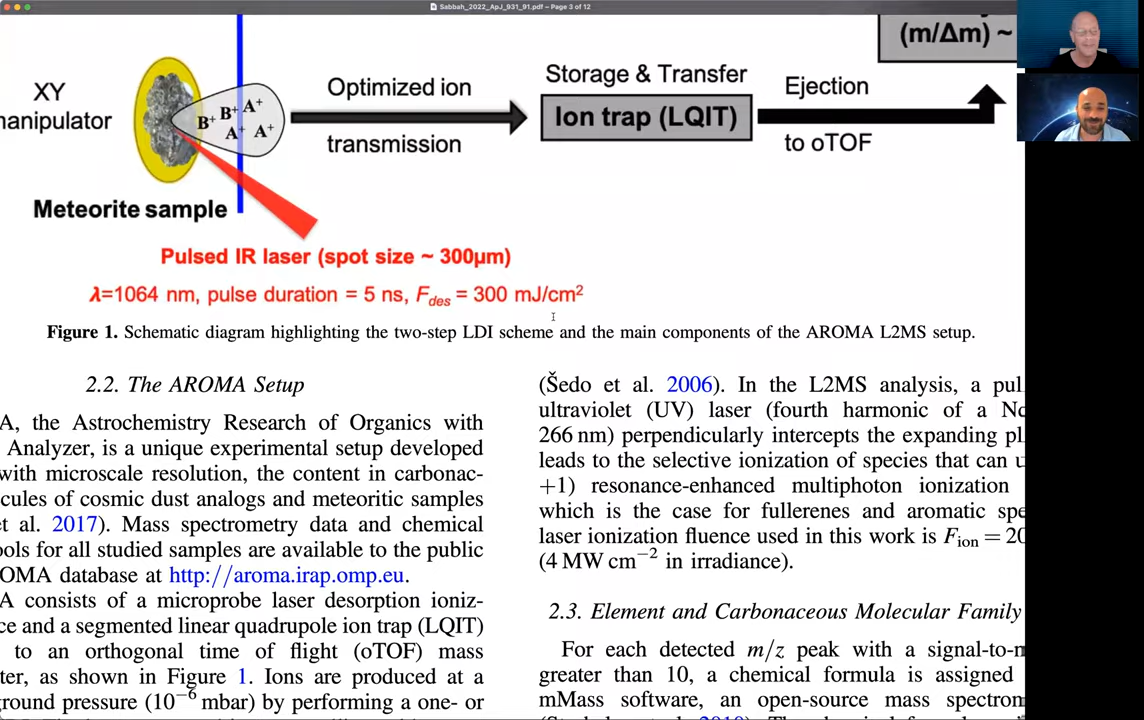 Sabbah_2022_ApJ_931_91.pdf – Page 3 of 12
(m/Δm) ~
XY
manipulator
B⁺ B⁺ A⁺
A⁺ A⁺
Optimized ion
transmission
Storage & Transfer
Ion trap (LQIT)
Ejection
to oTOF
Meteorite sample
Pulsed IR laser (spot size ~ 300µm)
λ=1064 nm, pulse duration = 5 ns, F_des = 300 mJ/cm²
Figure 1. Schematic diagram highlighting the two-step LDI scheme and the main components of the AROMA L2MS setup.
2.2. The AROMA Setup
A, the Astrochemistry Research of Organics with
Analyzer, is a unique experimental setup developed
with microscale resolution, the content in carbonac-
cules of cosmic dust analogs and meteoritic samples
et al. 2017). Mass spectrometry data and chemical
ools for all studied samples are available to the public
OMA database at http://aroma.irap.omp.eu.
A consists of a microprobe laser desorption ioniz-
ce and a segmented linear quadrupole ion trap (LQIT)
to an orthogonal time of flight (oTOF) mass
ter, as shown in Figure 1. Ions are produced at a
ground pressure (10⁻⁶ mbar) by performing a one- or
(Šedo et al. 2006). In the L2MS analysis, a pul
ultraviolet (UV) laser (fourth harmonic of a Nd
266 nm) perpendicularly intercepts the expanding pl
leads to the selective ionization of species that can u
+1) resonance-enhanced multiphoton ionization
which is the case for fullerenes and aromatic spe
laser ionization fluence used in this work is F_ion = 20
(4 MW cm⁻² in irradiance).
2.3. Element and Carbonaceous Molecular Family
For each detected m/z peak with a signal-to-n
greater than 10, a chemical formula is assigned
mMass software, an open-source mass spectrom